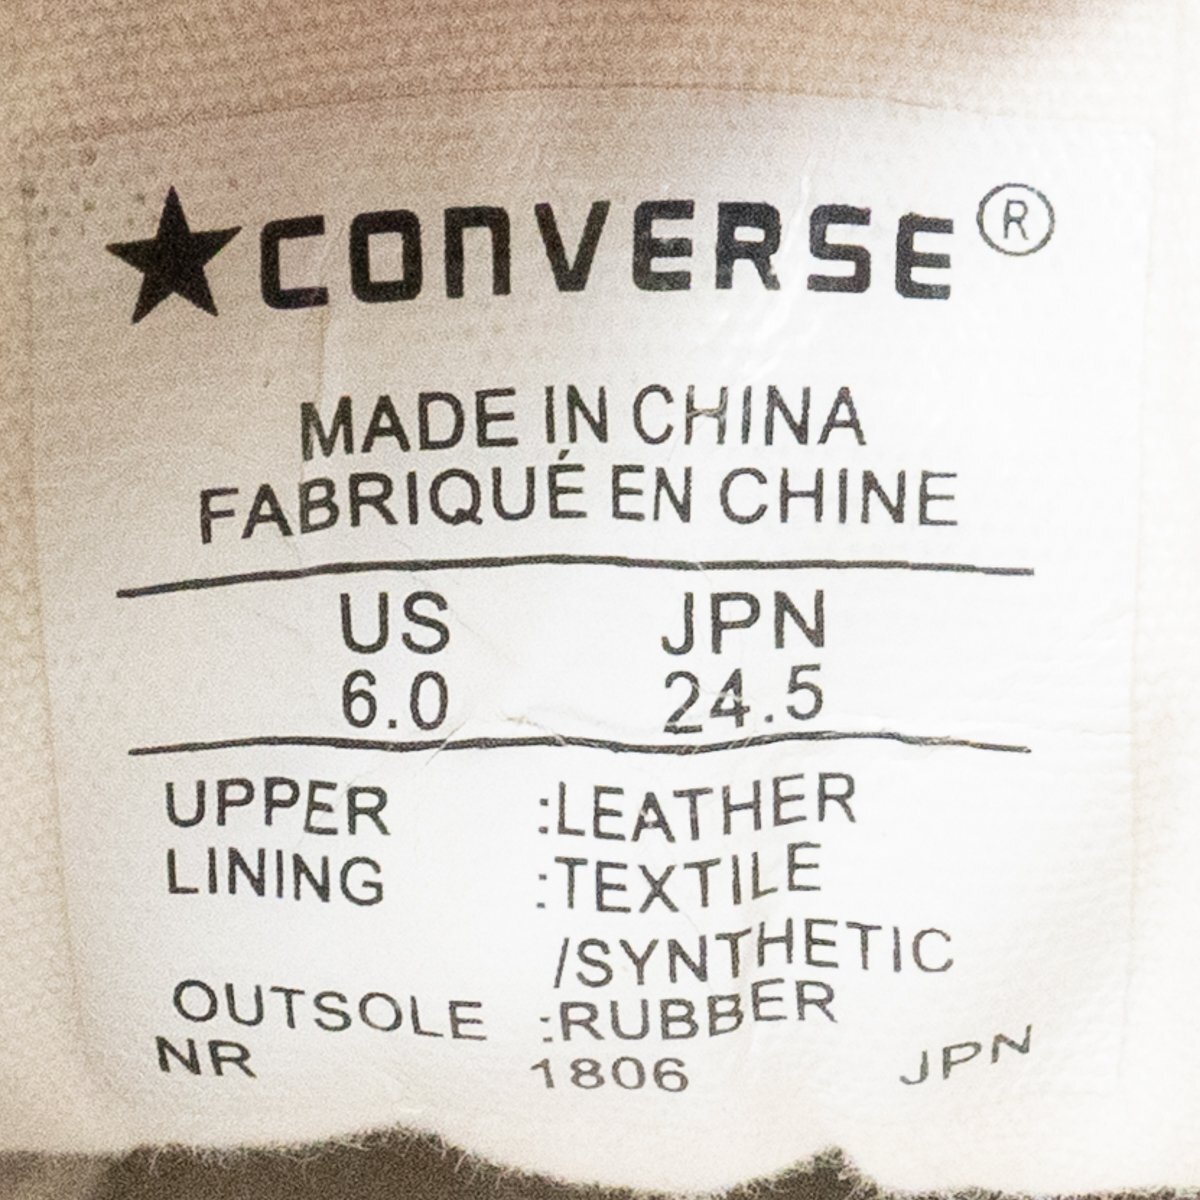 ★CONVERSE®
MADE IN CHINA
FABRIQUÉ EN CHINE
US JPN
6.0 24.5
UPPER :LEATHER
LINING :TEXTILE
/SYNTHETIC
OUTSOLE :RUBBER
NR 1806 JPN